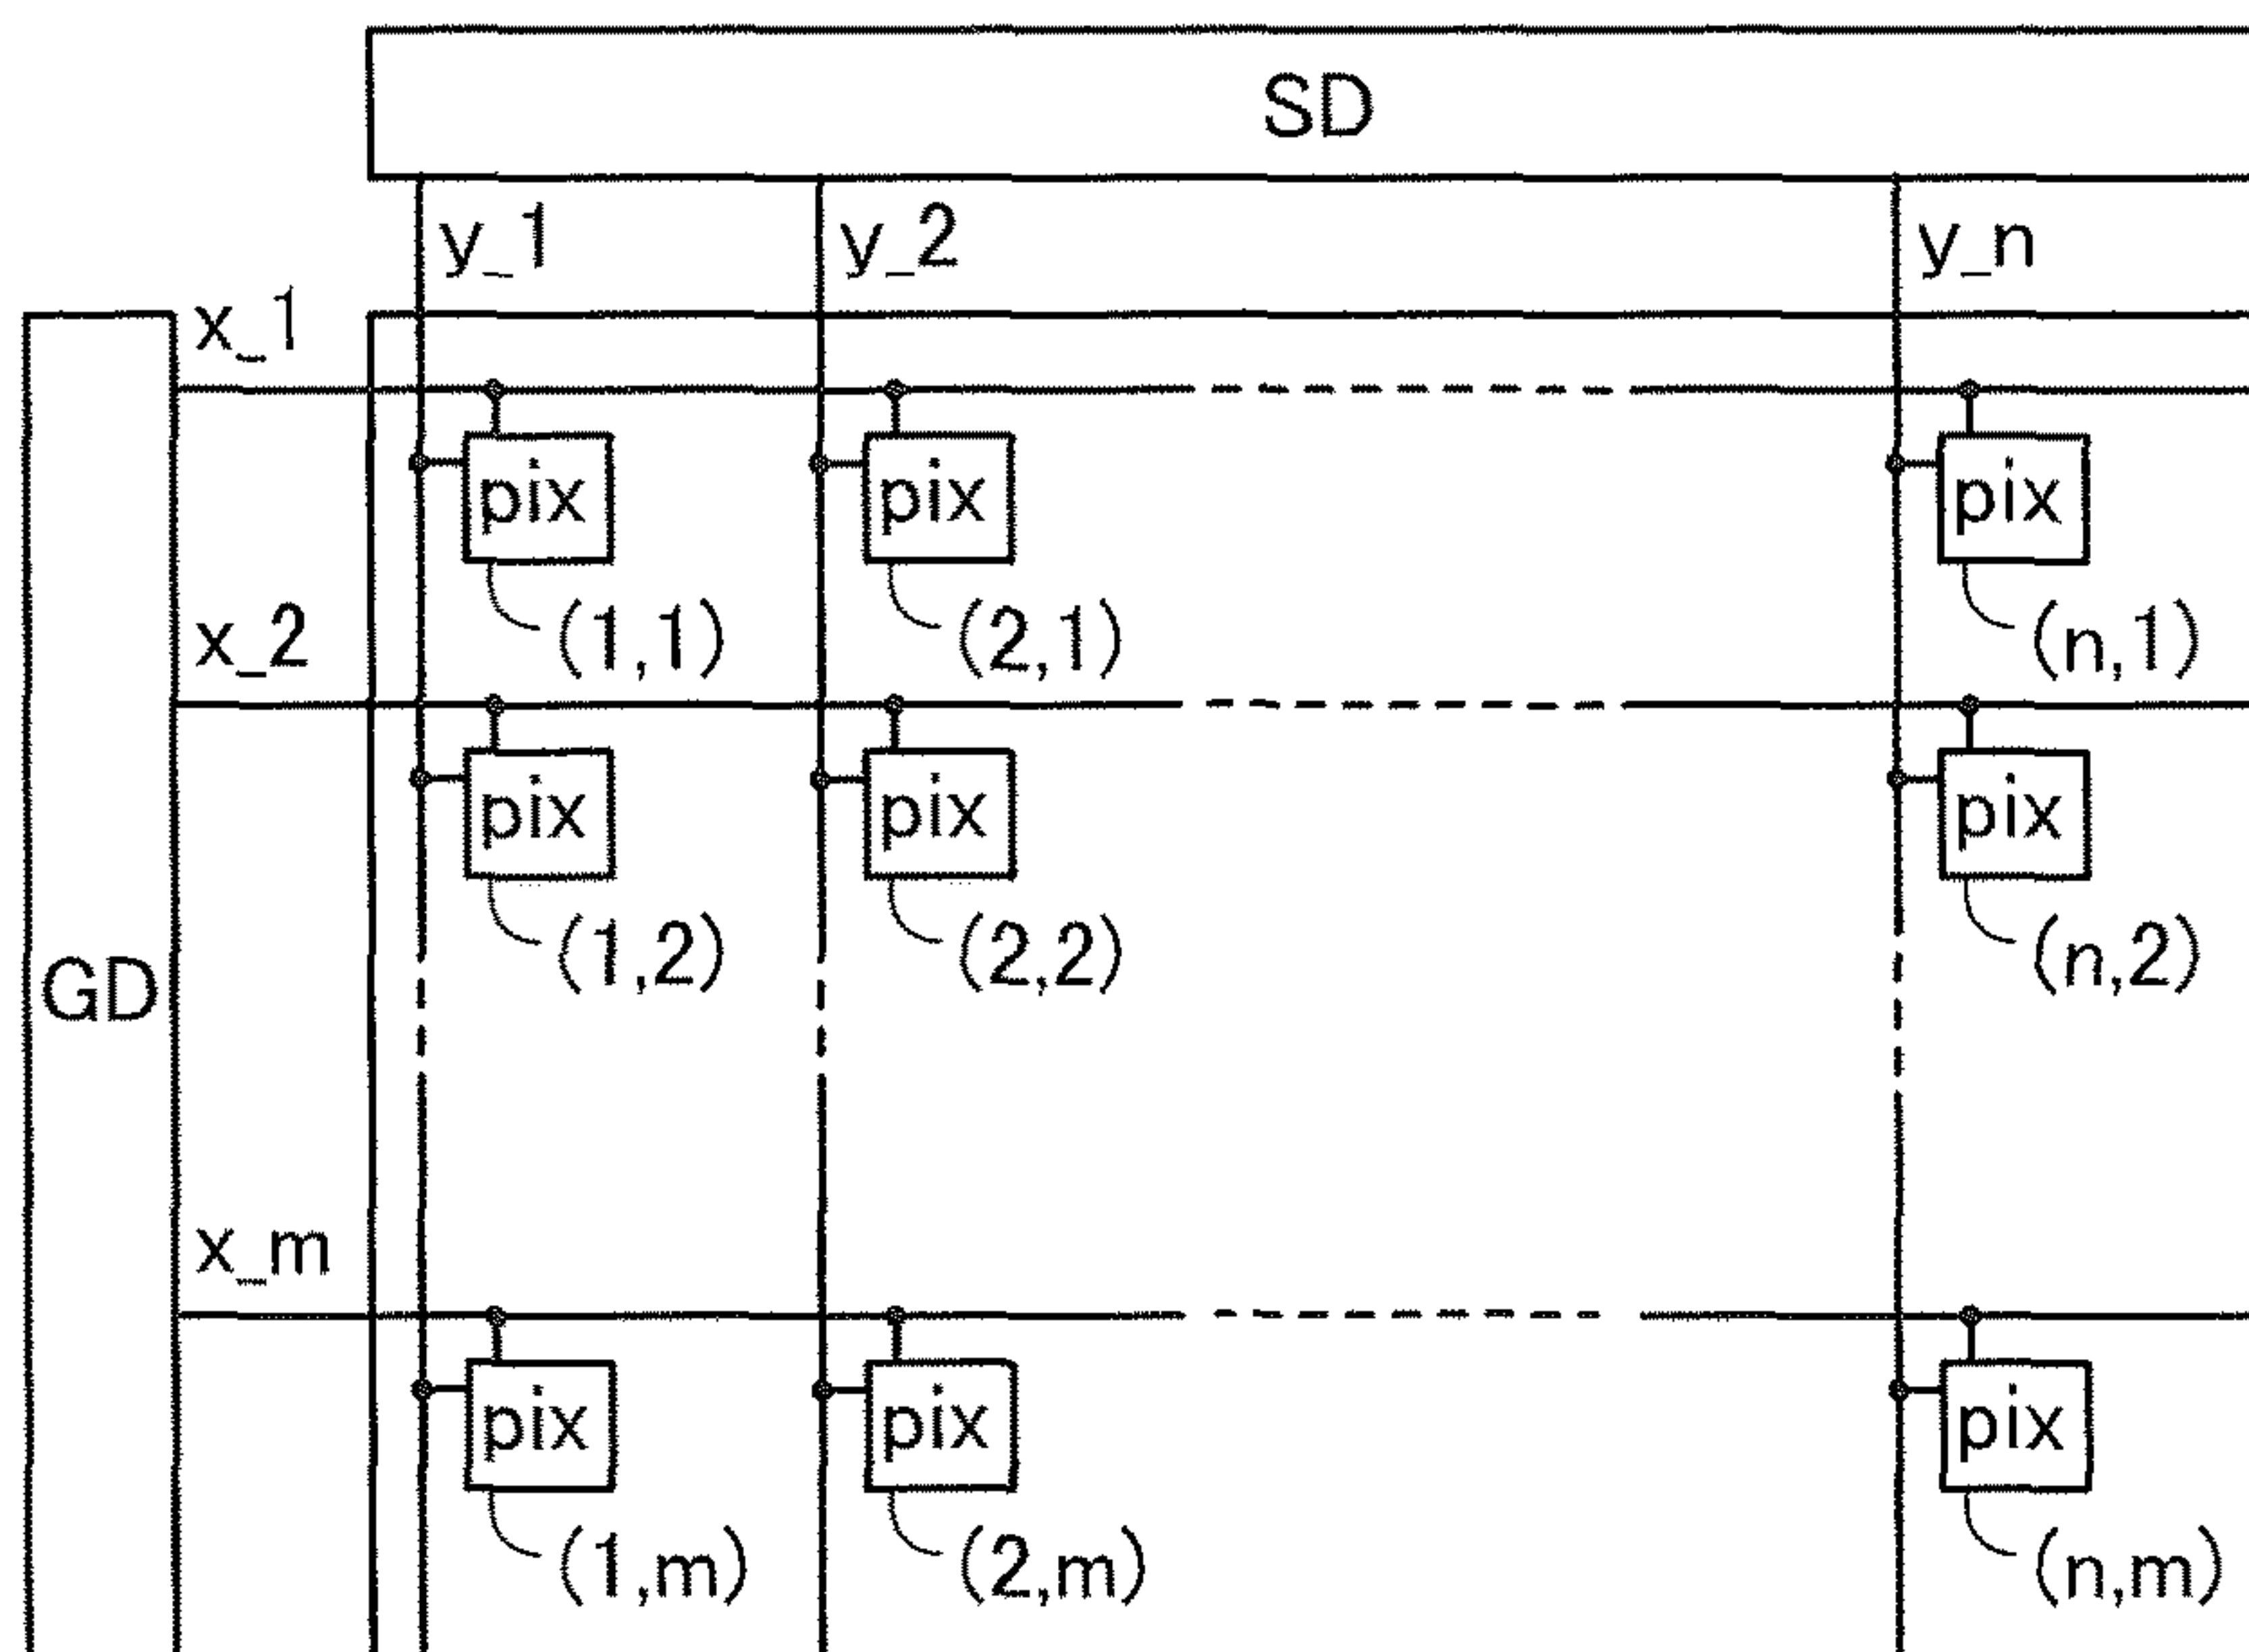 SD
y_1 y_2 y_n
x_1
pix pix pix
(1,1) (2,1) (n,1)
x_2
pix pix pix
(1,2) (2,2) (n,2)
GD
x_m
pix pix pix
(1,m) (2,m) (n,m)